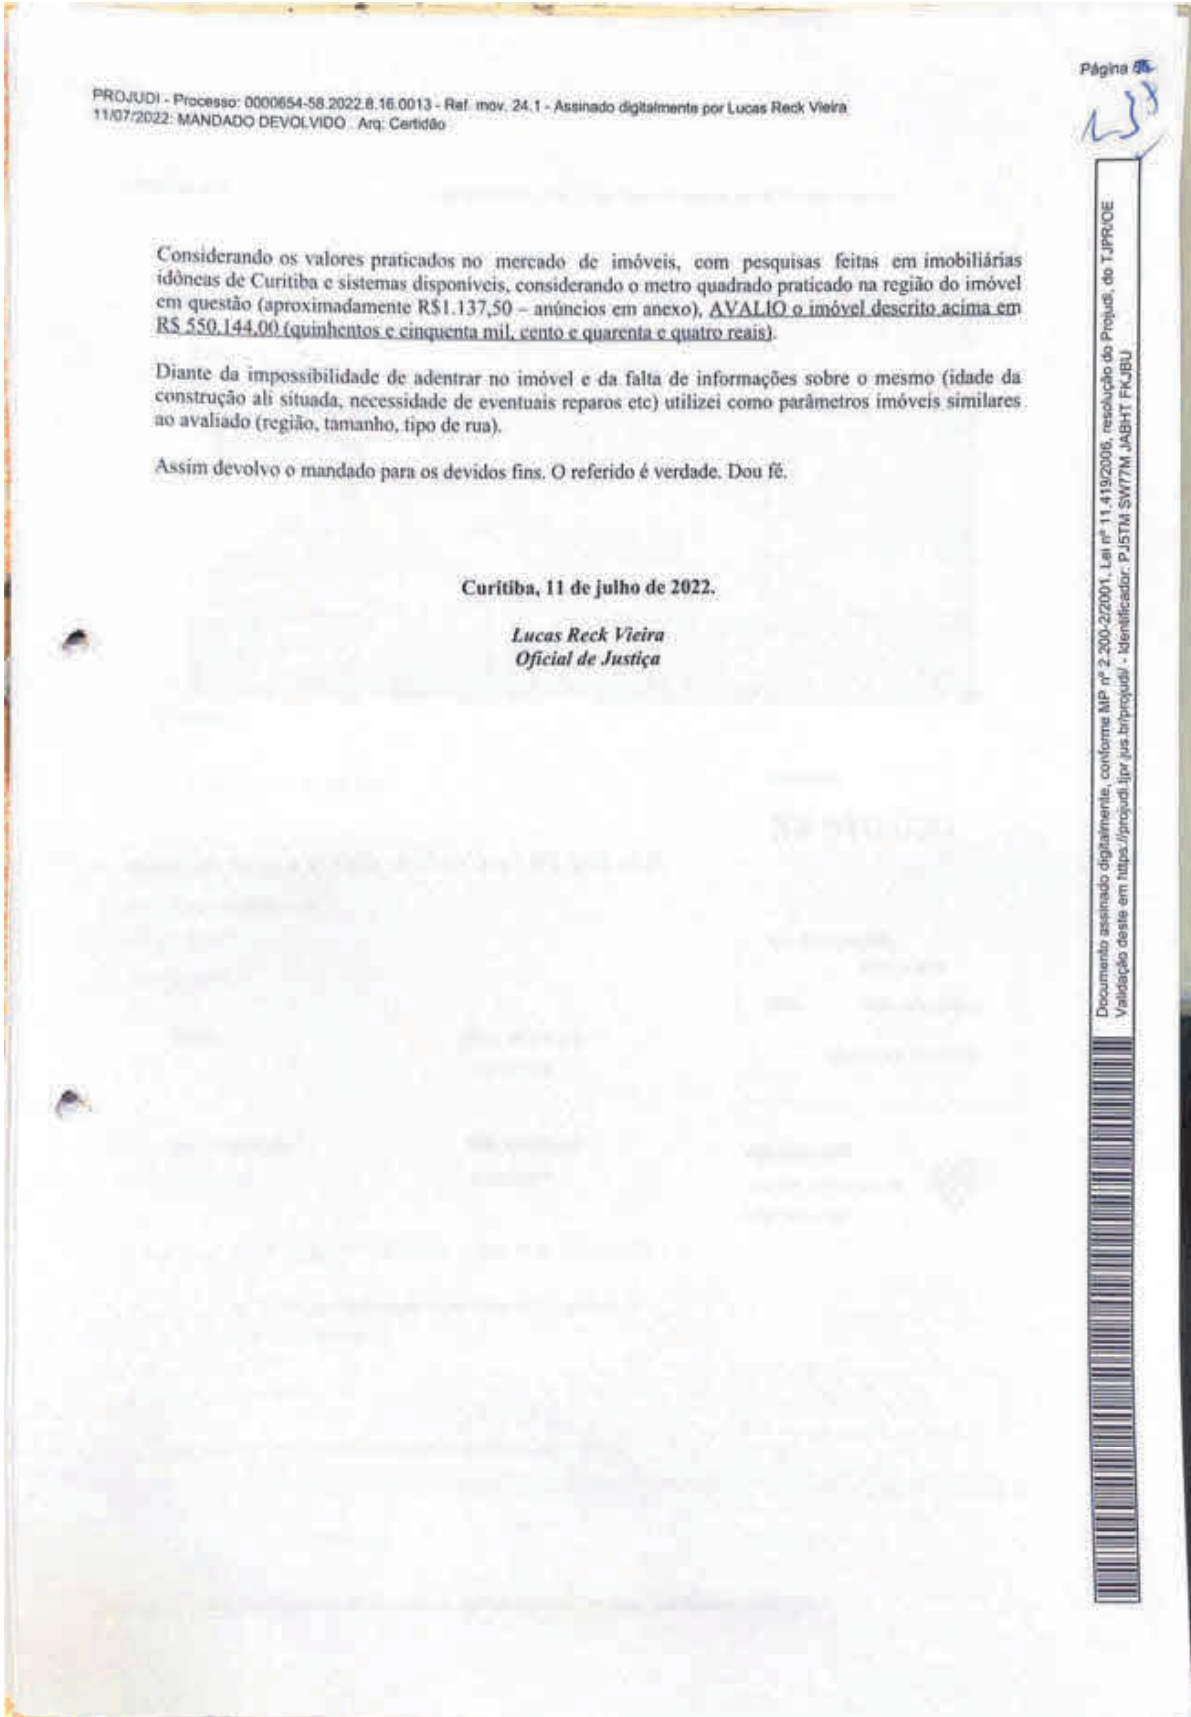 Página
PROJUDI - Processo: 0000654-58.2022.8.16.0013 - Ref. mov. 24.1 - Assinado digitalmente por Lucas Reck Vieira
11/07/2022: MANDADO DEVOLVIDO. Arq: Certidão
Considerando os valores praticados no mercado de imóveis, com pesquisas feitas em imobiliárias
idôneas de Curitiba e sistemas disponíveis, considerando o metro quadrado praticado na região do imóvel
em questão (aproximadamente R$1.137,50 – anúncios em anexo), AVALIO o imóvel descrito acima em
R$ 550.144,00 (quinhentos e cinquenta mil, cento e quarenta e quatro reais).
Diante da impossibilidade de adentrar no imóvel e da falta de informações sobre o mesmo (idade da
construção ali situada, necessidade de eventuais reparos etc) utilizei como parâmetros imóveis similares
ao avaliado (região, tamanho, tipo de rua).
Assim devolvo o mandado para os devidos fins. O referido é verdade. Dou fé.
Curitiba, 11 de julho de 2022.
Lucas Reck Vieira
Oficial de Justiça
Documento assinado digitalmente, conforme MP nº 2.200-2/2001, Lei nº 11.419/2006, resolução do Projudi, do TJPR/OE
Validação deste em https://projudi.tjpr.jus.br/projudi/ - Identificador: PJ5TM SW77M JABHT FKJBU